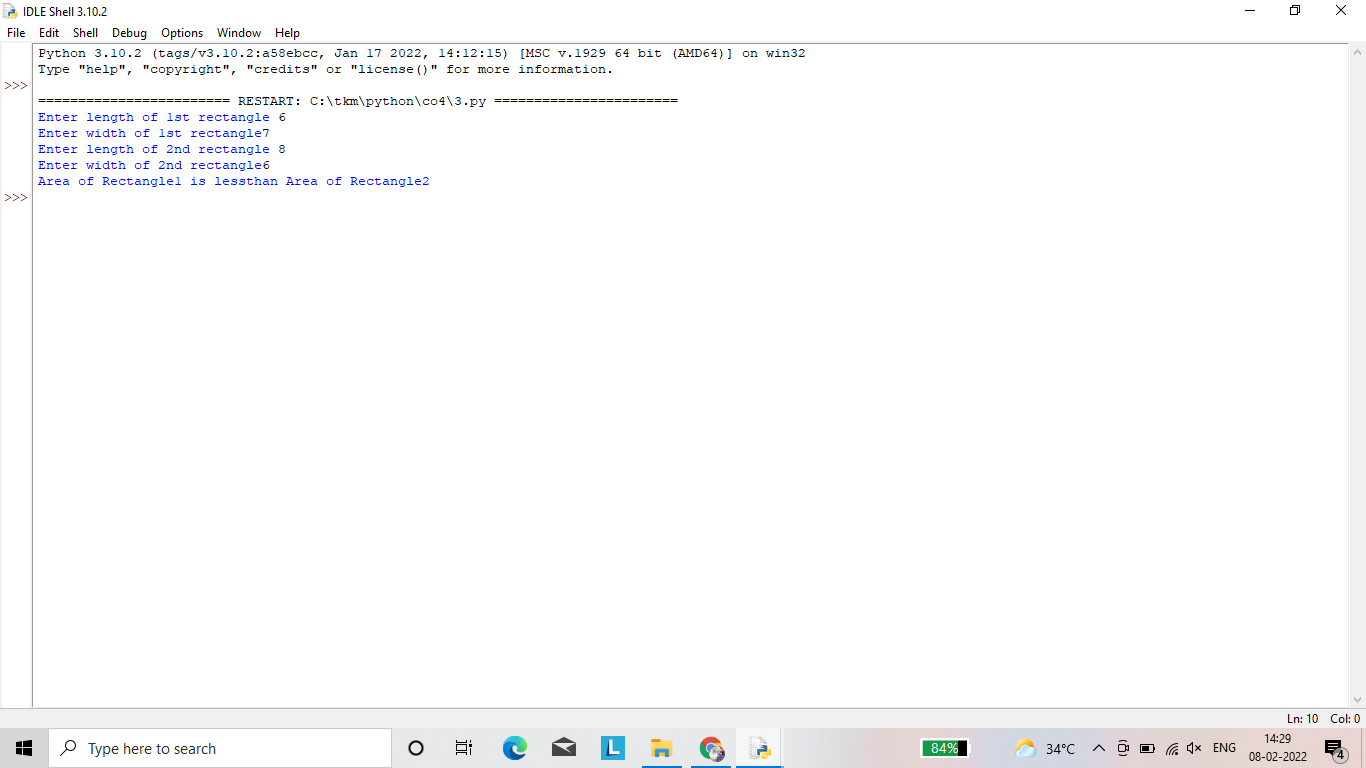 IDLE Shell 3.10.2
File Edit Shell Debug Options Window Help
Python 3.10.2 (tags/v3.10.2:a58ebcc, Jan 17 2022, 14:12:15) [MSC v.1929 64 bit (AMD64)] on win32
Type "help", "copyright", "credits" or "license()" for more information.
>>>
======================== RESTART: C:\tkm\python\co4\3.py =======================
Enter length of 1st rectangle 6
Enter width of 1st rectangle7
Enter length of 2nd rectangle 8
Enter width of 2nd rectangle6
Area of Rectangle1 is lessthan Area of Rectangle2
>>>
Ln: 10 Col: 0
Type here to search
L
84%
34°C
ENG
14:29
08-02-2022
4